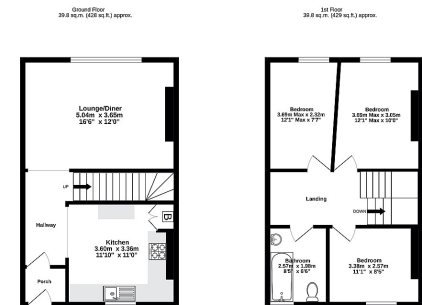 Ground Floor
39.8 sq.m. (428 sq.ft.) approx.
1st Floor
39.8 sq.m. (429 sq.ft.) approx.
Lounge/Diner
5.04m x 3.65m
16'6" x 12'0"
UP
Hallway
Kitchen
3.60m x 3.36m
11'10" x 11'0"
B
Porch
Bedroom
3.69m Max x 2.32m
12'1" Max x 7'7"
Bedroom
3.69m Max x 3.05m
12'1" Max x 10'0"
Landing
DOWN
Bathroom
2.57m x 1.98m
8'5" x 6'6"
Bedroom
3.38m x 2.57m
11'1" x 8'5"